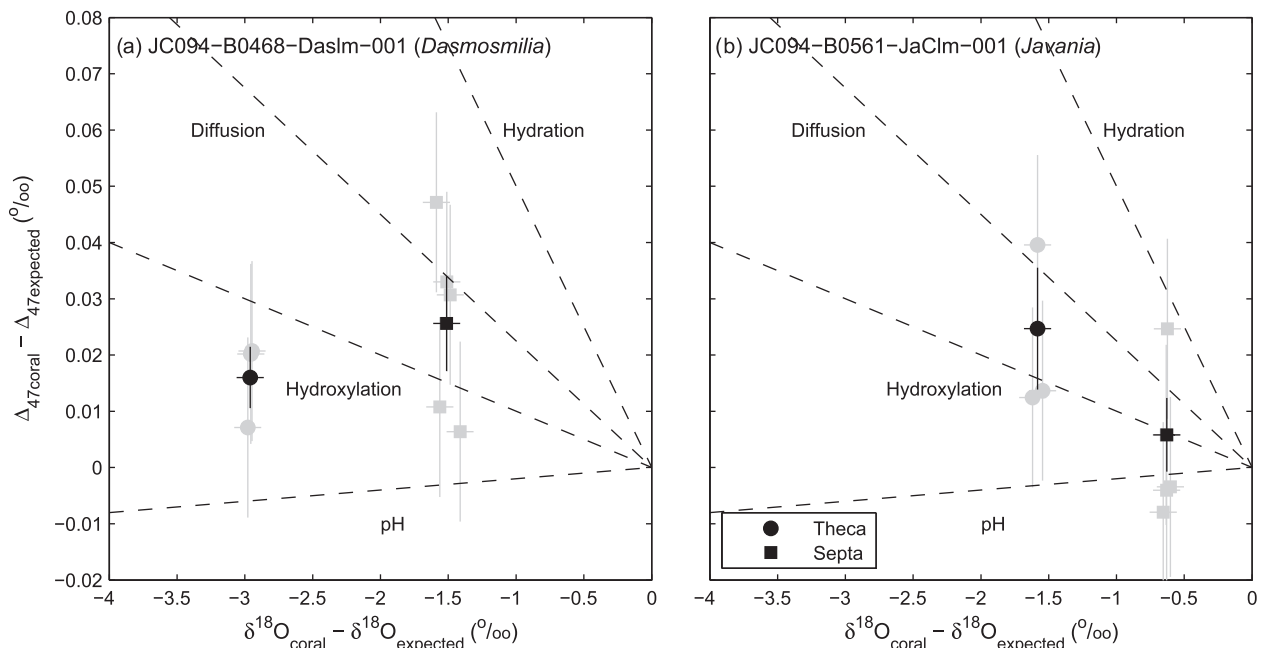 (a) JC094−B0468−Daslm−001 (Dasmosmilia)
Diffusion
Hydration
Hydroxylation
pH
0.08
0.07
0.06
0.05
0.04
0.03
0.02
0.01
0
−0.01
−0.02
Δ47coral − Δ47expected (o/oo)
−4 −3.5 −3 −2.5 −2 −1.5 −1 −0.5 0
δ18Ocoral − δ18Oexpected (o/oo)
(b) JC094−B0561−JaClm−001 (Javania)
Diffusion
Hydration
Hydroxylation
pH
Theca
Septa
−4 −3.5 −3 −2.5 −2 −1.5 −1 −0.5 0
δ18Ocoral − δ18Oexpected (o/oo)